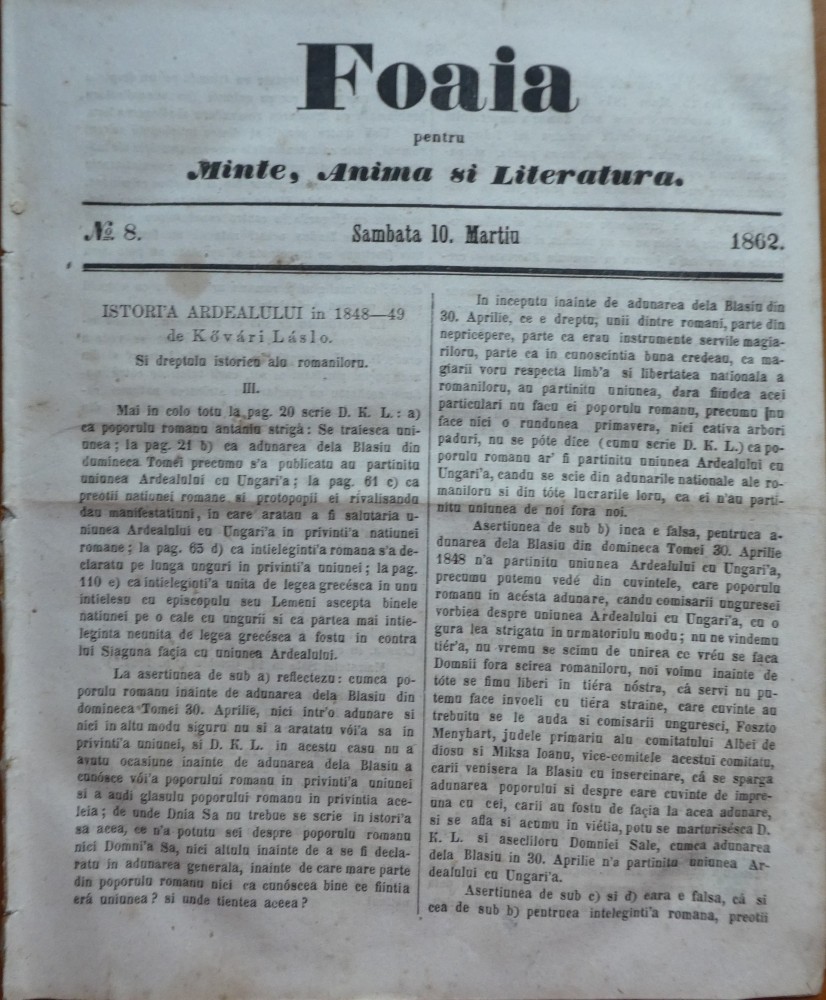 Foaia
pentru
Minte, Anima si Literatura.
№ 8.
Sambata 10. Martiu
1862.
ISTORI'A ARDEALULUI in 1848—49
de Kővári Láslo.
Si dreptulu istoricu alu romaniloru.
III.
Mai in colo totu la pag. 20 serie D. K. L.: a)
ca poporulu romanu antâniu strigà: Se traiesca uni-
unea; la pag. 21 b) ca adunarea dela Blasiu din
dumineca Tomei precumu s'a publicatu au partinitu
uniunea Ardealului cu Ungari'a; la pag. 61 c) ca
preotii natiunei romane si protopopii ei rivalisandu
dau manifestatiuni, in care aratau a fi salutaria u-
niunea Ardealului cu Ungari'a in privinti'a natiunei
romane; la pag. 65 d) ca intieleginti'a romana s'a de-
claratu pe lunga unguri in privinti'a uniunei; la pag.
110 e) ca intieleginti'a unita de legea grecésca in unu
intielesu cu episcopulu seu Lemeni ascepta binele
natiunei pe o cale cu ungurii si ca partea mai intie-
leginta neunita de legea grecésca a fostu in contra
lui Siaguna façia cu uniunea Ardealului.
La asertiunea de sub a) reflectezu: cumca po-
porulu romanu inainte de adunarea dela Blasiu din
domineca Tomei 30. Aprilie, nici intr'o adunare si
nici in altu modu siguru nu si a aratatu vói'a sa in
privinti'a uniunei, si D. K. L. in acestu casu nu a
avutu ocasiune inainte de adunarea dela Blasiu a
cunósce vói'a poporului romanu in privinti'a uniunei
si a audi glasulu poporului romanu in privintia ace-
leia; de unde Dnia Sa nu trebue se scrie in istori'a
sa acea, ce n'a potutu sci despre poporulu romanu
nici Domni'a Sa, nici altulu inainte de a se fi decla-
ratu in adunarea generala, inainte de care mare parte
din poporulu romanu nici ca cunóscea bine ce fiintia
erá uniunea? si unde tientea aceea?
In inceputu inainte de adunarea dela Blasiu din
30. Aprilie, ce e dreptu, unii dintre romani, parte din
nepricepere, parte ca erau instrumente servile magia-
riloru, parte ca in cunoscintia buna credeau, ca ma-
giarii voru respecta limb'a si libertatea nationala a
romaniloru, au partinitu uniunea, dara fiindca acei
particulari nu facu ei poporulu romanu, precumu nu
face nici o rundunea primavera, nici cativa arbori
paduri, nu se póte dice (cumu scrie D. K. L.) ca po-
porulu romanu ar' fi partinitu uniunea Ardealului cu
Ungari'a, candu se scie din adunarile nationale ale ro-
maniloru si din tóte lucrarile loru, ca ei n'au parti-
nitu uniunea de noi fora noi.
Asertiunea de sub b) inca e falsa, pentruca a-
dunarea dela Blasiu din domineca Tomei 30. Aprilie
1848 n'a partinitu uniunea Ardealului cu Ungari'a,
precumu putemu vedé din cuvintele, care poporulu
romanu in acésta adunare, candu comisarii unguresei
vorbiea despre uniunea Ardealului cu Ungari'a, cu o
gura lea strigatu in urmatoriulu modu; nu ne vindemu
tiér'a, nu vremu se scimu de unirea ce vréu se faca
Domnii fora scirea romaniloru, noi voimu inainte de
tóte se fimu liberi in tiéra nóstra, cá servi nu pu-
temu face invoeli cu tiéra straine, care cuvinte au
trebuitu se le auda si comisarii unguresci, Foszto
Menyhart, judele primariu alu comitatului Albei de
diosu si Miksa Ioanu, vice-comitele acestui comitatu,
carii venisera la Blasiu cu insercinare, cá se sparga
adunarea poporului si despre care cuvinte de impre-
una cu cei, carii au fostu de façia la acea adunare,
si se afla si acumu in viétia, potu se marturisésca D.
K. L. si aseclíloru Domniei Sale, cumca adunarea
dela Blasiu in 30. Aprilie n'a partinitu uniunea Ar-
dealului cu Ungari'a.
Asertiunea de sub c) si d) eara e falsa, cá si
cea de sub b) pentruca inteleginti'a romana, preotii